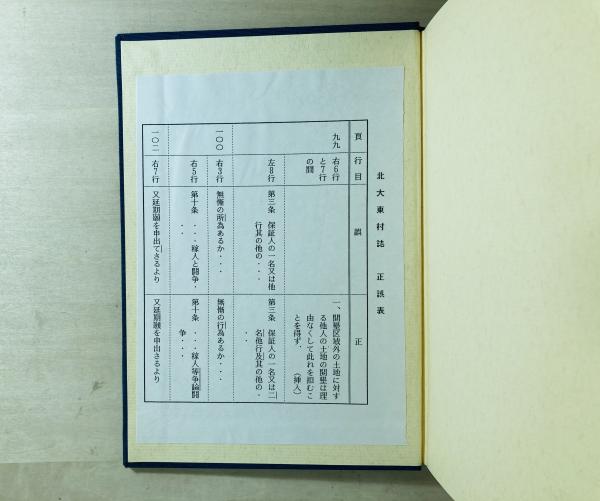 北大東村誌　正誤表
頁
行目
誤
正
九九
右6行
と7行
の間
一、開墾区域外の土地に対す
る他人の土地の開墾は理
由なくして此れを拒むこ
とを得ず。　（挿入）
左8行
第三条　保証人の一名又は他
行其の他の・・・
第三条　保証人の一名又は二
名他行及其の他の・
・・
一〇〇
右3行
無慚の所為あるか・・・
無慚の行為あるか・・・
右5行
第十条　・・・稼人と闘争・
・・
第十条　・・・稼人等争論闘
争・・・
一〇二
右7行
又延期願を申出てさるより
又延期願を申出さるより